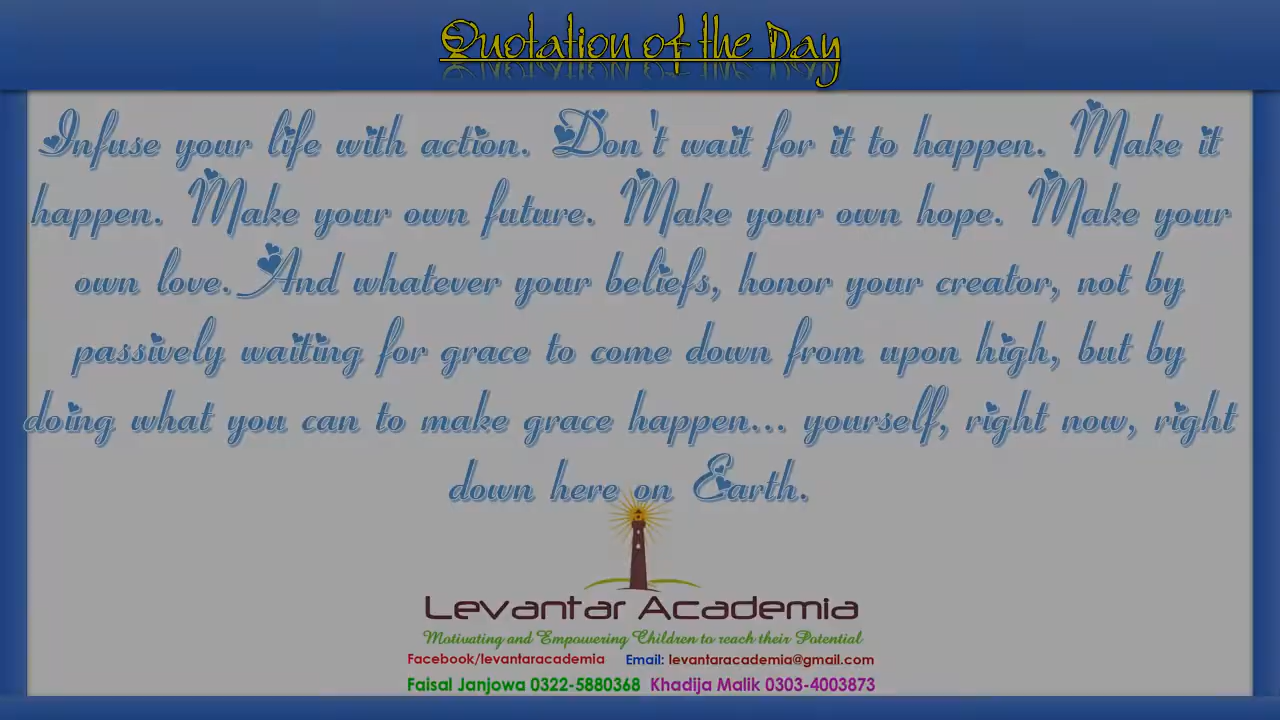 Quotation of the Day
Infuse your life with action. Don't wait for it to happen. Make it
happen. Make your own future. Make your own hope. Make your
own love. And whatever your beliefs, honor your creator, not by
passively waiting for grace to come down from upon high, but by
doing what you can to make grace happen... yourself, right now, right
down here on Earth.
Levantar Academia
Motivating and Empowering Children to reach their Potential
Facebook/levantaracademia Email: levantaracademia@gmail.com
Faisal Janjowa 0322-5880368 Khadija Malik 0303-4003873